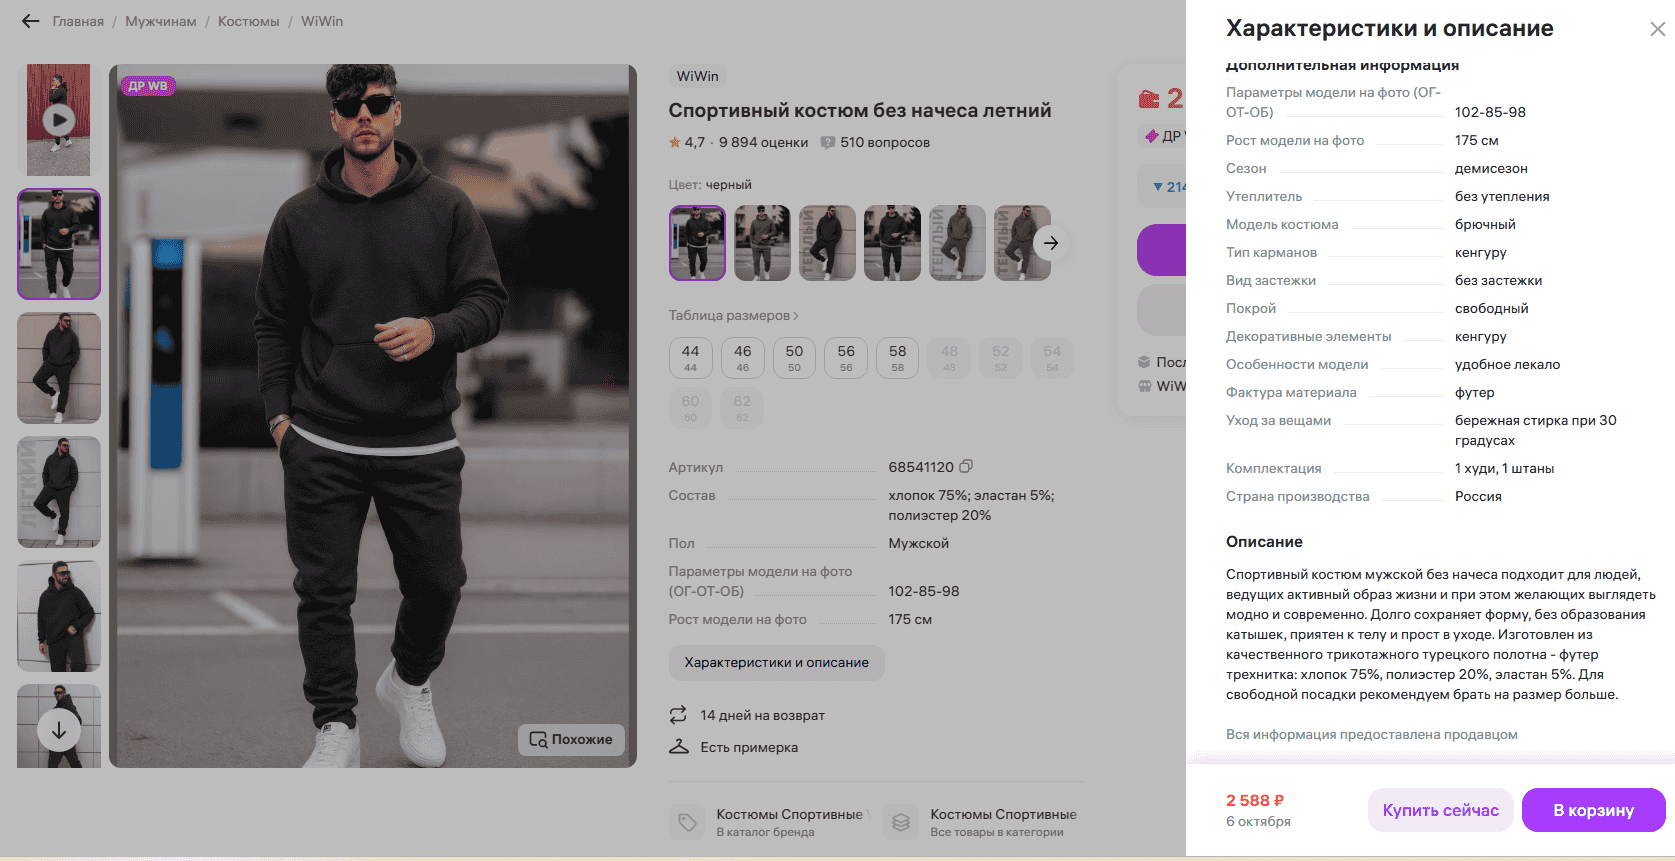 Главная / Мужчинам / Костюмы / WiWin
ДР WB
ЛЕГКИЙ
Похожие
WiWin
Спортивный костюм без начеса летний
4,7 · 9 894 оценки 510 вопросов
Цвет: черный
ТЕПЛЫЙ
ТЕПЛЫЙ
Таблица размеров
44 46 50 56 58 48 52 54
44 46 50 56 58 48 52 54
60 62
60 62
Артикул 68541120
Состав хлопок 75%; эластан 5%;
полиэстер 20%
Пол Мужской
Параметры модели на фото
(ОГ-ОТ-ОБ) 102-85-98
Рост модели на фото 175 см
Характеристики и описание
14 дней на возврат
Есть примерка
Костюмы Спортивные
В каталог бренда
Костюмы Спортивные
Все товары в категории
2
ДР
214
Посл
WiW
Характеристики и описание
Дополнительная информация
Параметры модели на фото (ОГ-
ОТ-ОБ) 102-85-98
Рост модели на фото 175 см
Сезон демисезон
Утеплитель без утепления
Модель костюма брючный
Тип карманов кенгуру
Вид застежки без застежки
Покрой свободный
Декоративные элементы кенгуру
Особенности модели удобное лекало
Фактура материала футер
Уход за вещами бережная стирка при 30
градусах
Комплектация 1 худи, 1 штаны
Страна производства Россия
Описание
Спортивный костюм мужской без начеса подходит для людей,
ведущих активный образ жизни и при этом желающих выглядеть
модно и современно. Долго сохраняет форму, без образования
катышек, приятен к телу и прост в уходе. Изготовлен из
качественного трикотажного турецкого полотна - футер
трехнитка: хлопок 75%, полиэстер 20%, эластан 5%. Для
свободной посадки рекомендуем брать на размер больше.
Вся информация предоставлена продавцом
2 588 ₽
6 октября
Купить сейчас
В корзину